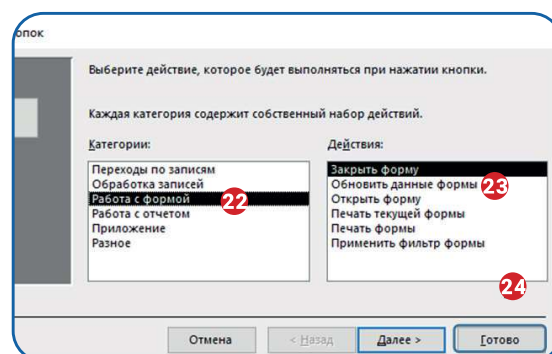 опок
Выберите действие, которое будет выполняться при нажатии кнопки.
Каждая категория содержит собственный набор действий.
Категории:
Действия:
Переходы по записям
Обработка записей
Работа с формой
22
Работа с отчетом
Приложение
Разное
Закрыть форму
Обновить данные формы
23
Открыть форму
Печать текущей формы
Печать формы
Применить фильтр формы
24
Отмена
< Назад
Далее >
Готово